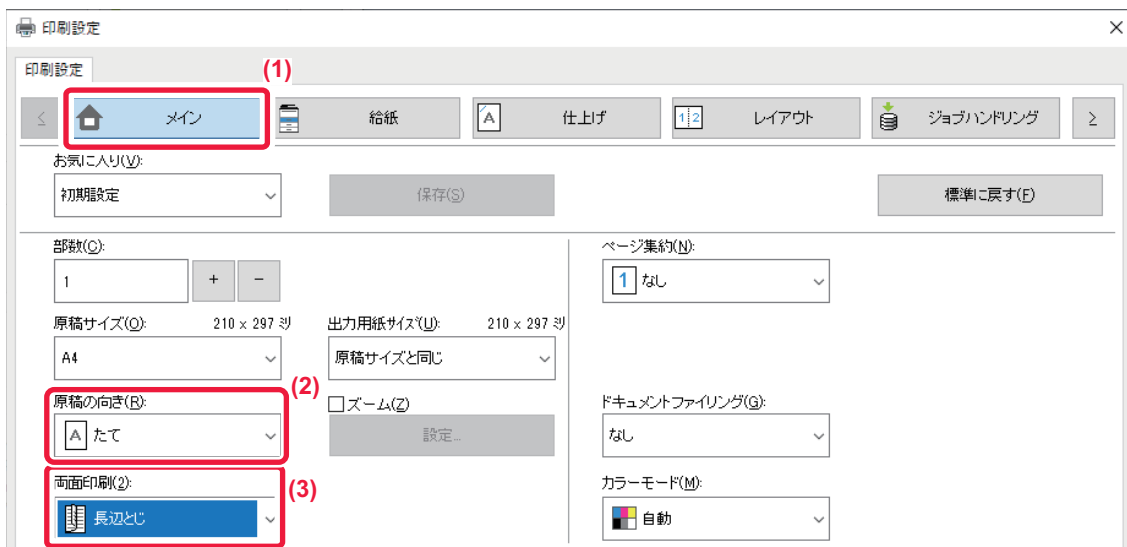 印刷設定
印刷設定
(1)
メイン
給紙
仕上げ
レイアウト
ジョブハンドリング
お気に入り(V):
初期設定
保存(S)
標準に戻す(F)
部数(C):
1
+
-
ページ集約(N):
1 なし
原稿サイズ(O): 210 x 297 ミリ
A4
出力用紙サイズ(U): 210 x 297 ミリ
原稿サイズと同じ
(2)
原稿の向き(R):
A たて
ズーム(Z)
設定...
ドキュメントファイリング(G):
なし
(3)
両面印刷(2):
長辺とじ
カラーモード(M):
自動